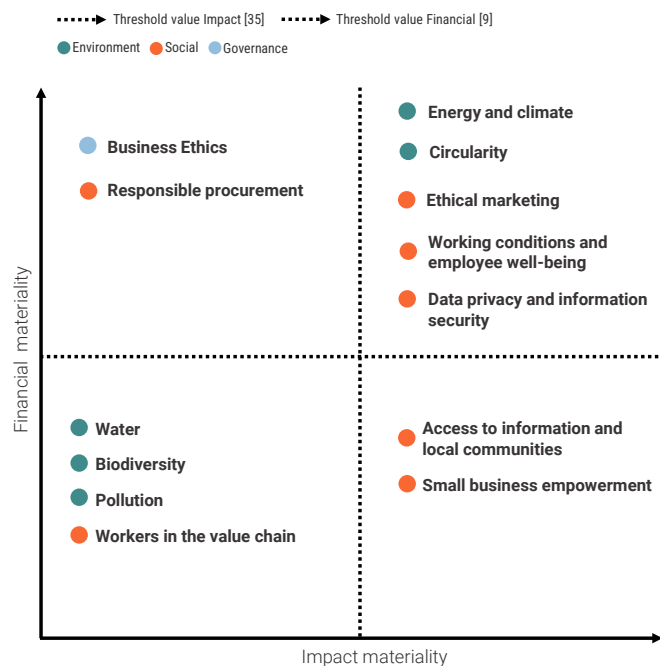 Threshold value Impact [35] Threshold value Financial [9]
Environment Social Governance
Financial materiality
Business Ethics
Responsible procurement
Energy and climate
Circularity
Ethical marketing
Working conditions and
employee well-being
Data privacy and information
security
Water
Biodiversity
Pollution
Workers in the value chain
Access to information and
local communities
Small business empowerment
Impact materiality